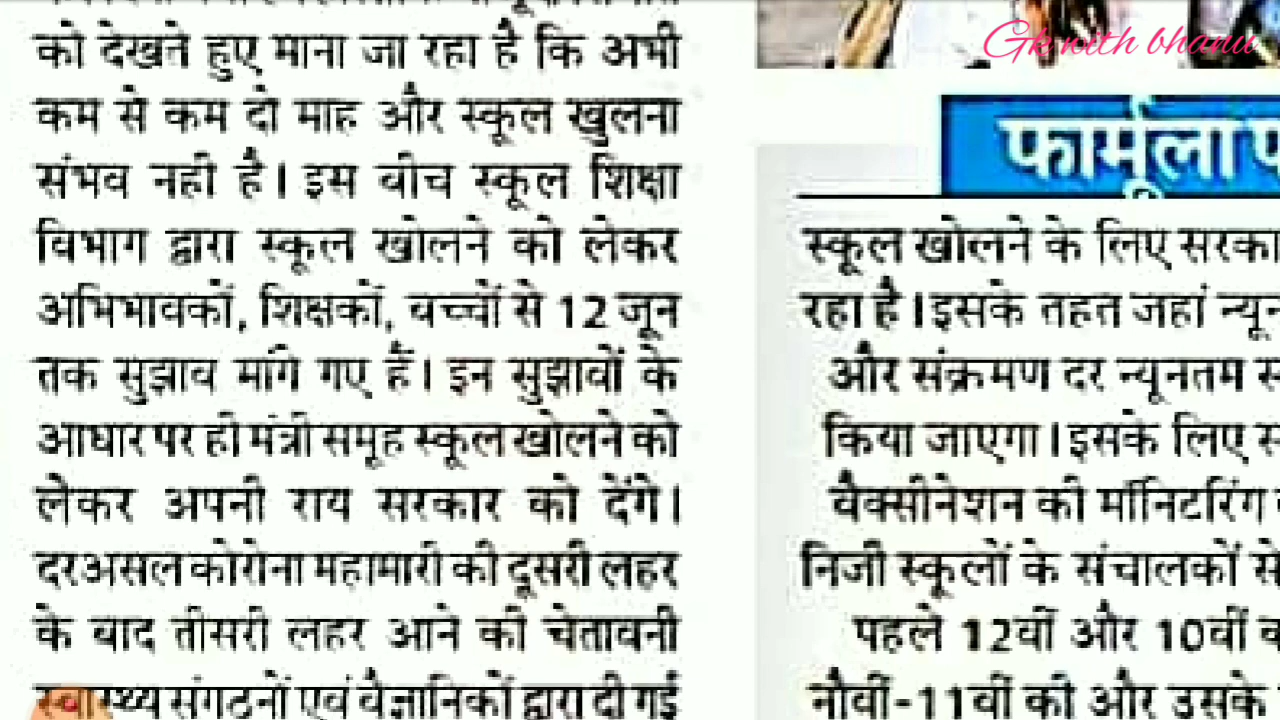 को देखते हुए माना जा रहा है कि अभी
कम से कम दो माह और स्कूल खुलना
संभव नही है। इस बीच स्कूल शिक्षा
विभाग द्वारा स्कूल खोलने को लेकर
अभिभावकों, शिक्षकों, बच्चों से 12 जून
तक सुझाव मांगे गए हैं। इन सुझावों के
आधार पर ही मंत्री समूह स्कूल खोलने को
लेकर अपनी राय सरकार को देंगे।
दरअसल कोरोना महामारी की दूसरी लहर
के बाद तीसरी लहर आने की चेतावनी
स्वास्थ्य संगठनों एवं वैज्ञानिकों द्वारा दी गई
Gk with bhanu
फार्मूला
स्कूल खोलने के लिए
रहा है। इसके तहत जहां
और संक्रमण दर न्यूनतम
किया जाएगा। इसके लिए
वैक्सीनेशन की मॉनिटरिंग
निजी स्कूलों के संचालकों से
पहले 12वीं और 10वीं
नौवीं-11वीं की और उसके